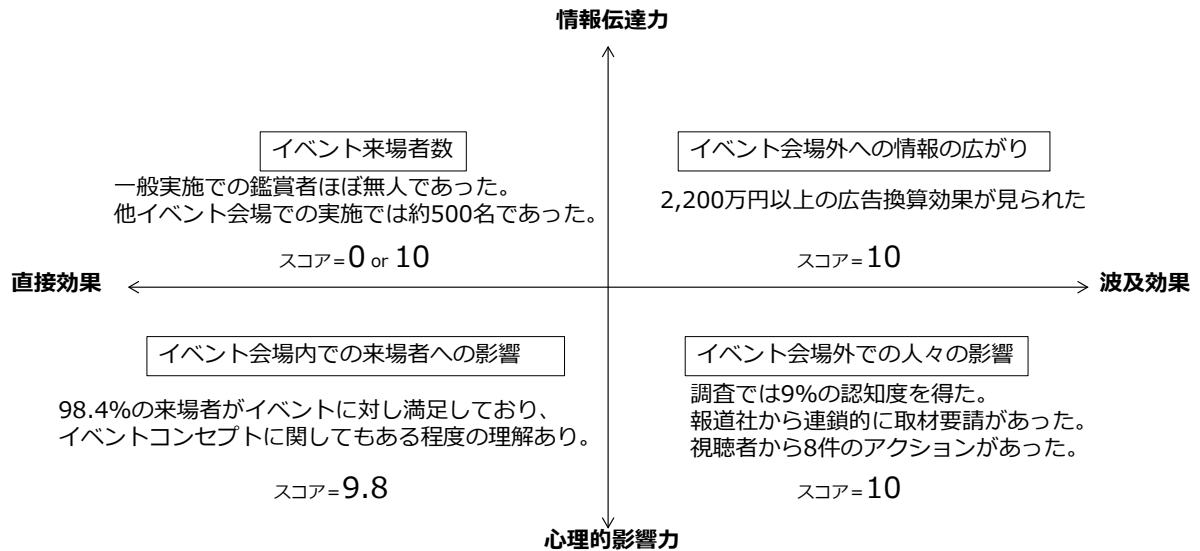 情報伝達力
イベント来場者数
一般実施での鑑賞者ほぼ無人であった。
他イベント会場での実施では約500名であった。
スコア=0 or 10
イベント会場外への情報の広がり
2,200万円以上の広告換算効果が見られた
スコア=10
直接効果
波及効果
イベント会場内での来場者への影響
98.4%の来場者がイベントに対し満足しており、
イベントコンセプトに関してもある程度の理解あり。
スコア=9.8
イベント会場外での人々の影響
調査では9%の認知度を得た。
報道社から連鎖的に取材要請があった。
視聴者から8件のアクションがあった。
スコア=10
心理的影響力